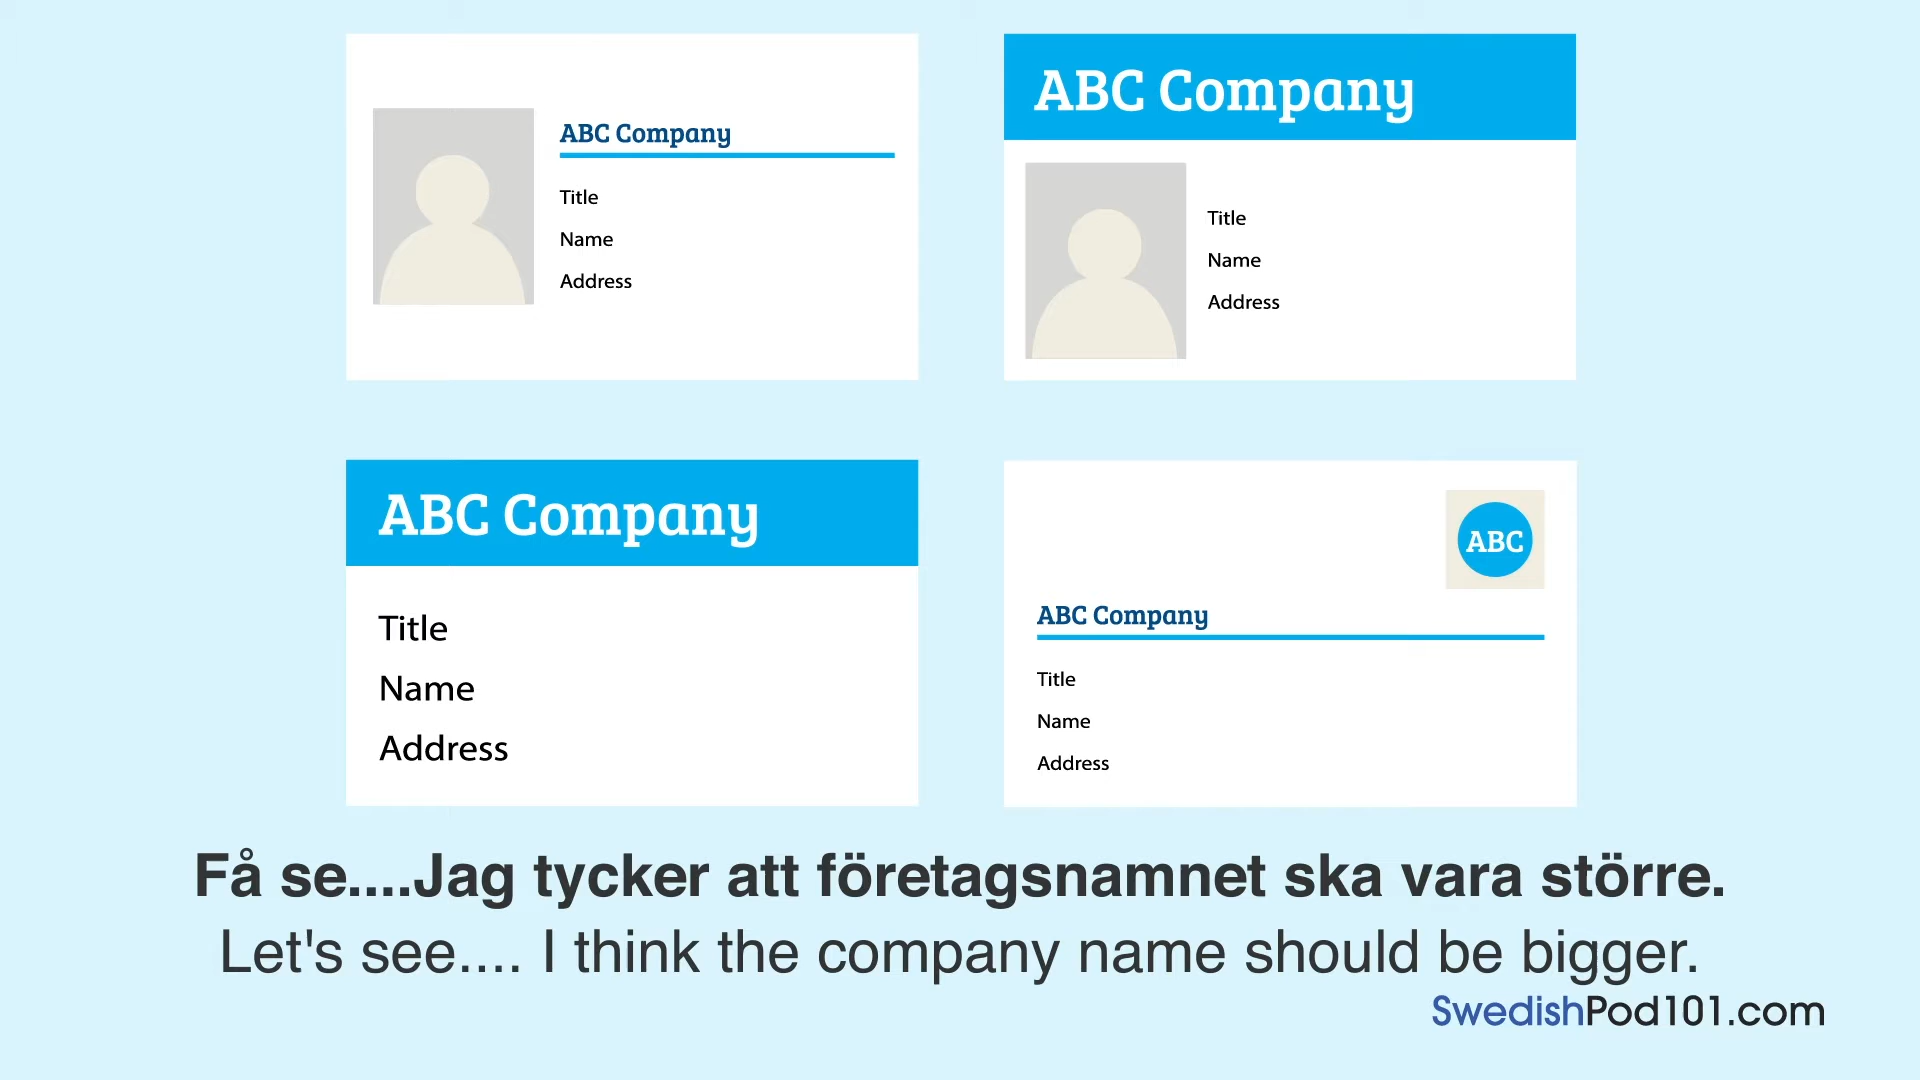 ABC Company
Title
Name
Address
ABC Company
Title
Name
Address
ABC Company
Title
Name
Address
ABC
ABC Company
Title
Name
Address
Få se....Jag tycker att företagsnamnet ska vara större.
Let's see.... I think the company name should be bigger.
SwedishPod101.com